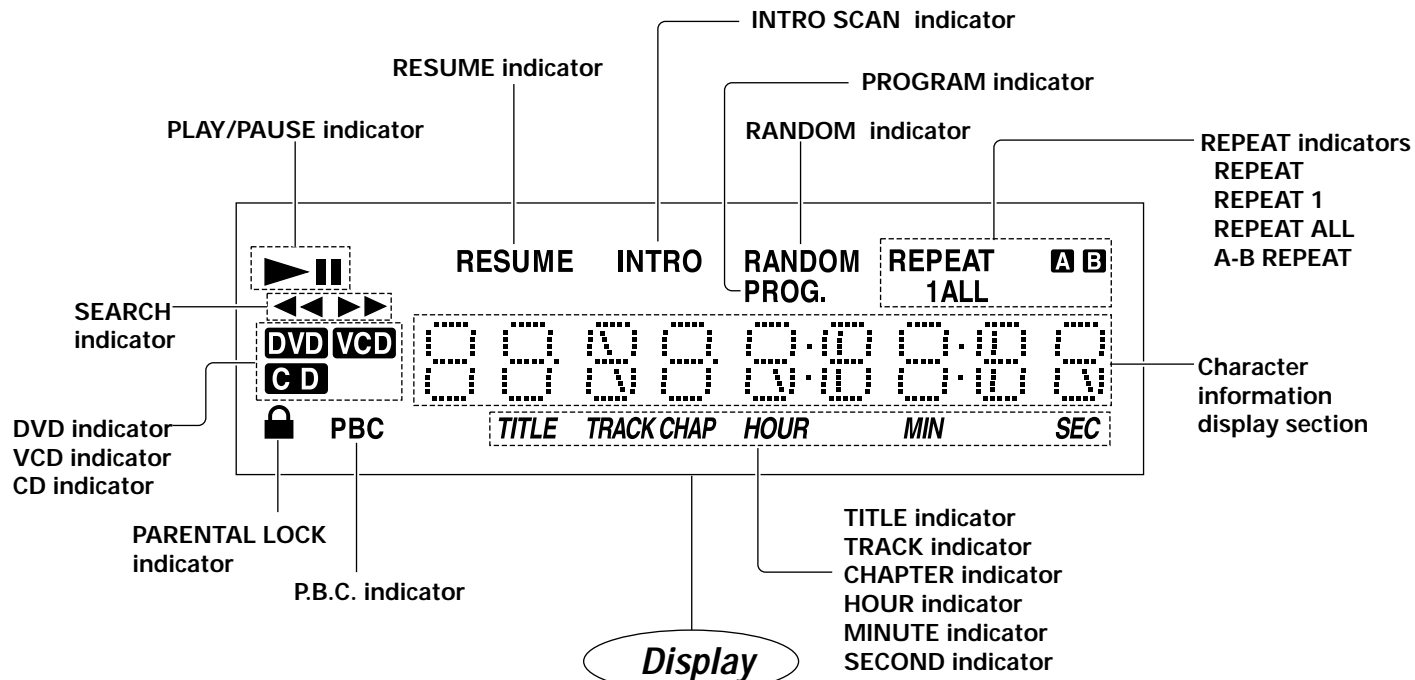 INTRO SCAN indicator
RESUME indicator
PROGRAM indicator
PLAY/PAUSE indicator
RANDOM indicator
REPEAT indicators
REPEAT
REPEAT 1
REPEAT ALL
A-B REPEAT
RESUME INTRO RANDOM REPEAT A B
PROG. 1ALL
SEARCH
indicator
DVD VCD
CD
Character
information
display section
PBC TITLE TRACK CHAP HOUR MIN SEC
DVD indicator
VCD indicator
CD indicator
PARENTAL LOCK
indicator
P.B.C. indicator
TITLE indicator
TRACK indicator
CHAPTER indicator
HOUR indicator
MINUTE indicator
SECOND indicator
Display